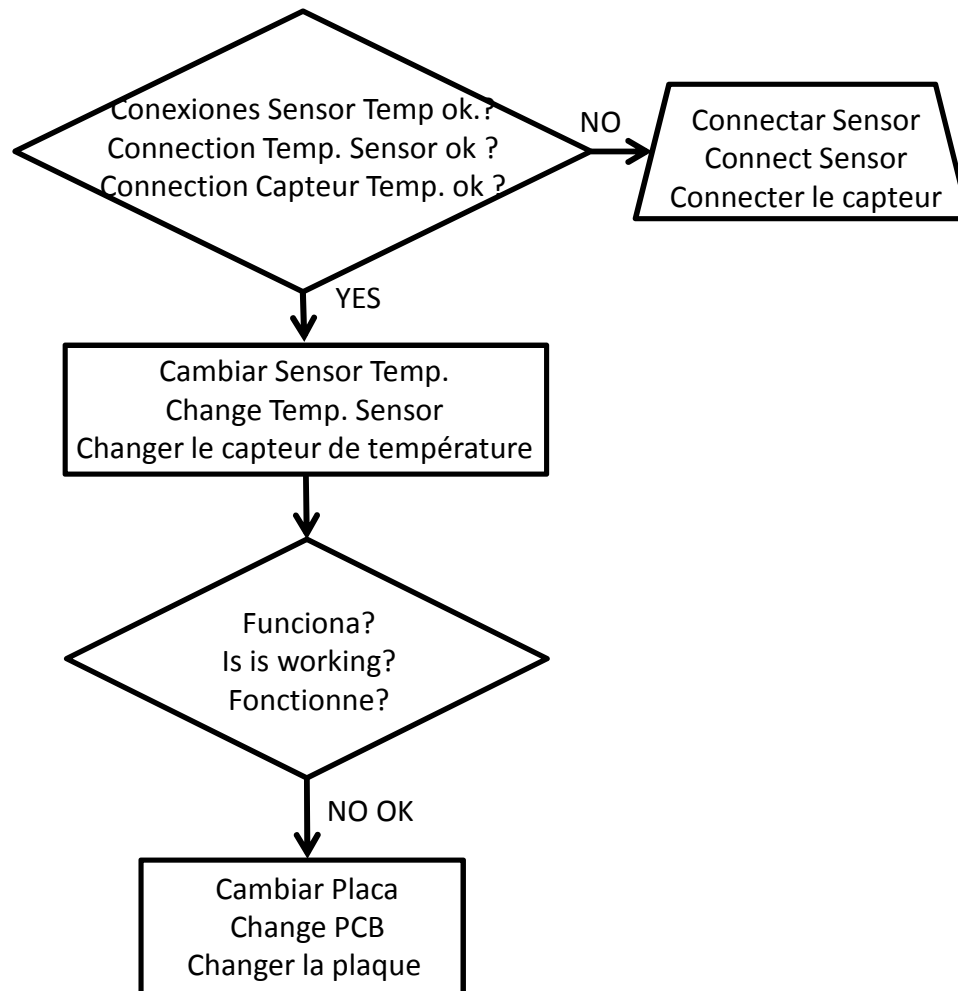 Conexiones Sensor Temp ok.?
Connection Temp. Sensor ok ?
Connection Capteur Temp. ok ?
NO
Connectar Sensor
Connect Sensor
Connecter le capteur
YES
Cambiar Sensor Temp.
Change Temp. Sensor
Changer le capteur de température
Funciona?
Is is working?
Fonctionne?
NO OK
Cambiar Placa
Change PCB
Changer la plaque